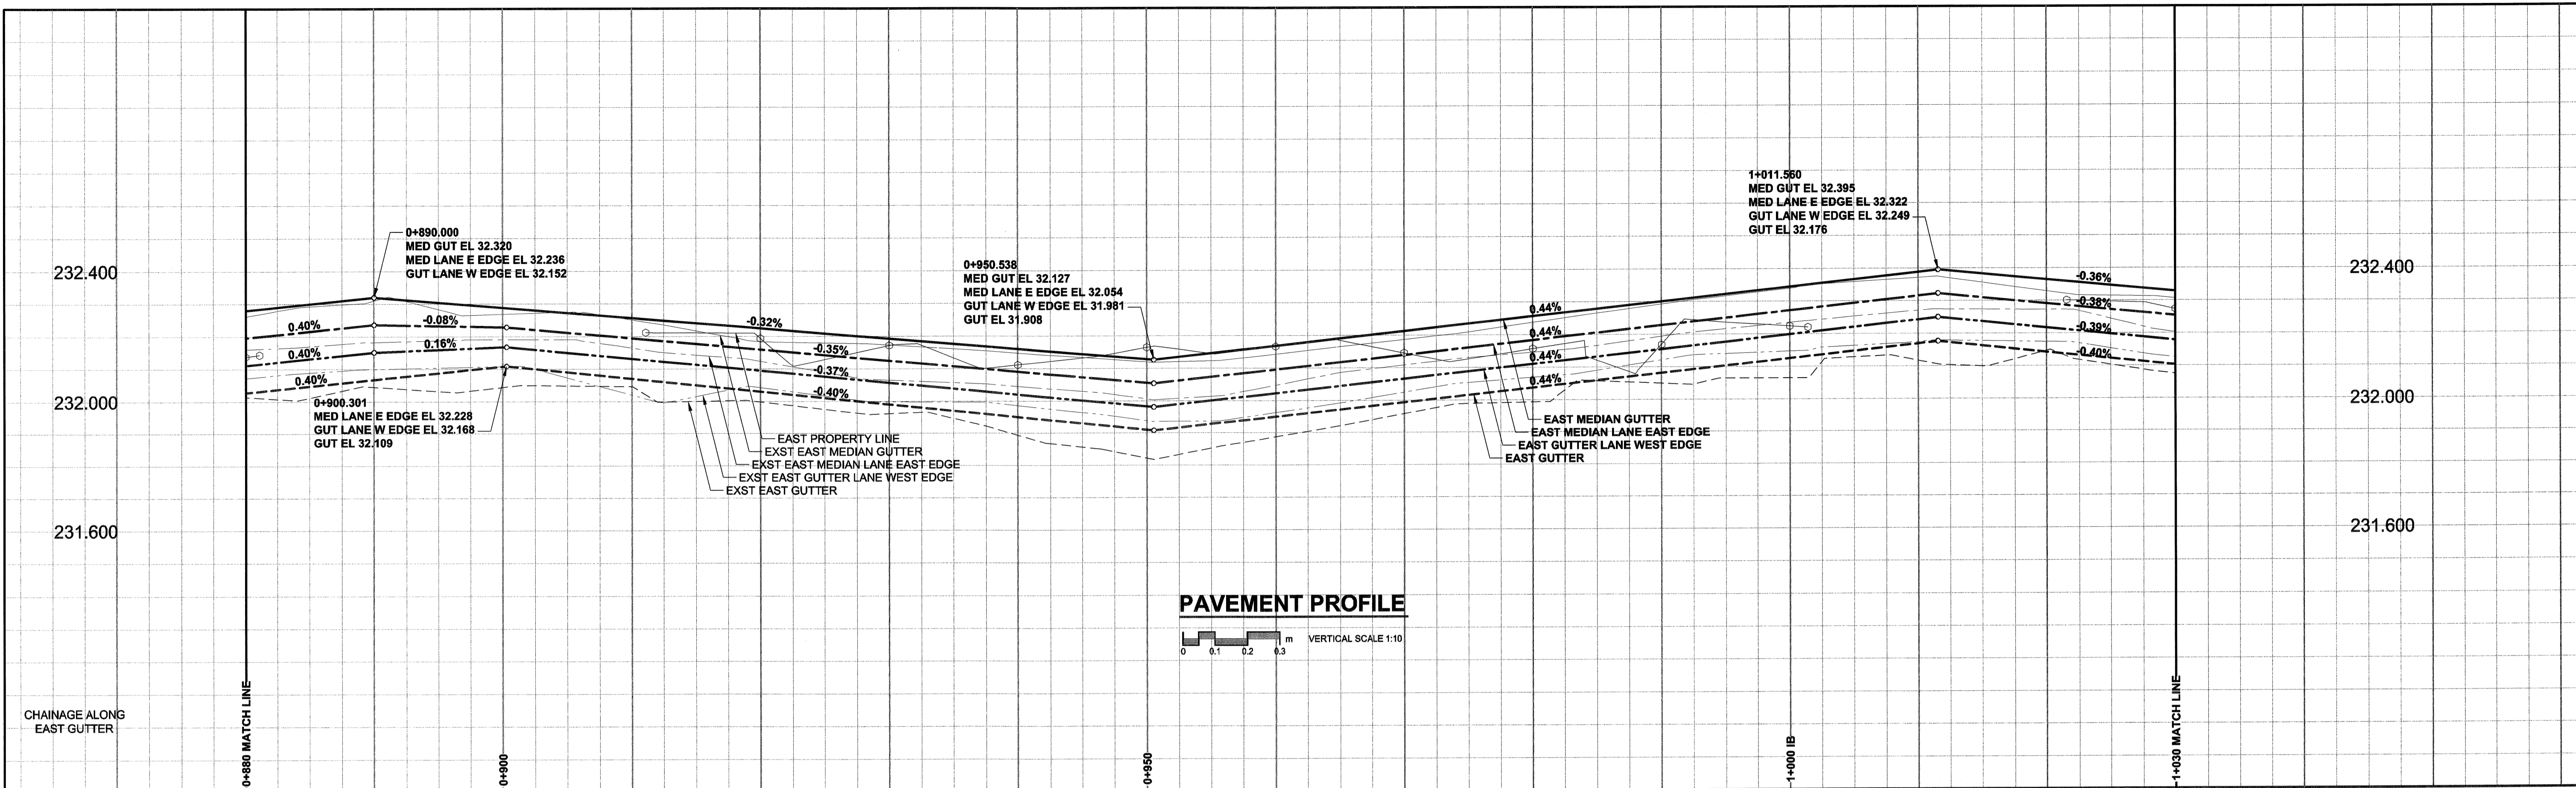 0+890.000
MED GUT EL 32.320
MED LANE E EDGE EL 32.236
GUT LANE W EDGE EL 32.152
0+950.538
MED GUT EL 32.127
MED LANE E EDGE EL 32.054
GUT LANE W EDGE EL 31.981
GUT EL 31.908
1+011.560
MED GUT EL 32.395
MED LANE E EDGE EL 32.322
GUT LANE W EDGE EL 32.249
GUT EL 32.176
232.400
232.400
0.40%
-0.08%
-0.32%
0.44%
-0.36%
0.40%
0.16%
-0.35%
0.44%
-0.38%
0.40%
-0.37%
0.44%
-0.39%
-0.40%
0.44%
-0.40%
232.000
232.000
0+900.301
MED LANE E EDGE EL 32.228
GUT LANE W EDGE EL 32.168
GUT EL 32.109
EAST PROPERTY LINE
EXST EAST MEDIAN GUTTER
EXST EAST MEDIAN LANE EAST EDGE
EXST EAST GUTTER LANE WEST EDGE
EXST EAST GUTTER
EAST MEDIAN GUTTER
EAST MEDIAN LANE EAST EDGE
EAST GUTTER LANE WEST EDGE
EAST GUTTER
231.600
231.600
PAVEMENT PROFILE
m VERTICAL SCALE 1:10
0 0.1 0.2 0.3
CHAINAGE ALONG
EAST GUTTER
0+880 MATCH LINE
0+900
0+950
1+000 IB
1+030 MATCH LINE